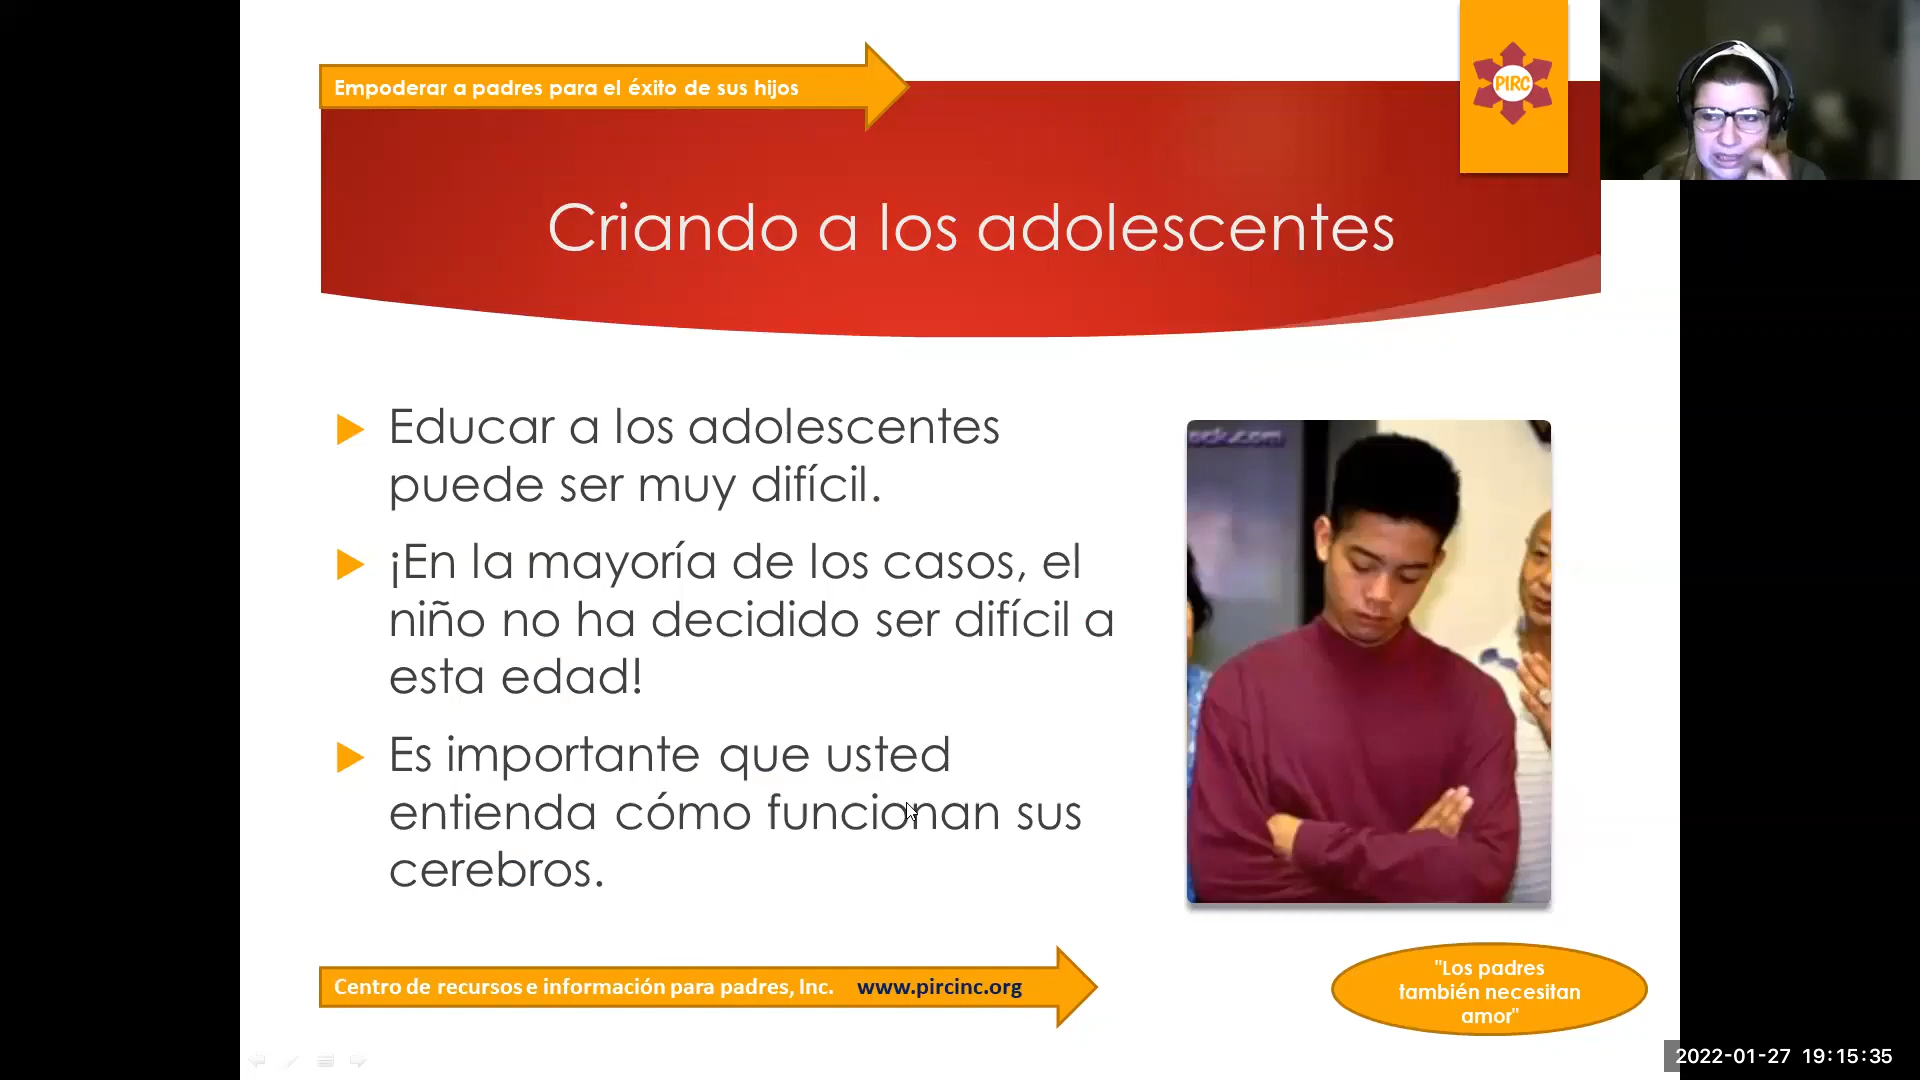 Empoderar a padres para el éxito de sus hijos
PIRC
Criando a los adolescentes
Educar a los adolescentes
puede ser muy difícil.
¡En la mayoría de los casos, el
niño no ha decidido ser difícil a
esta edad!
Es importante que usted
entienda cómo funcionan sus
cerebros.
Centro de recursos e información para padres, Inc. www.pircinc.org
"Los padres
también necesitan
amor"
2022-01-27 19:15:35